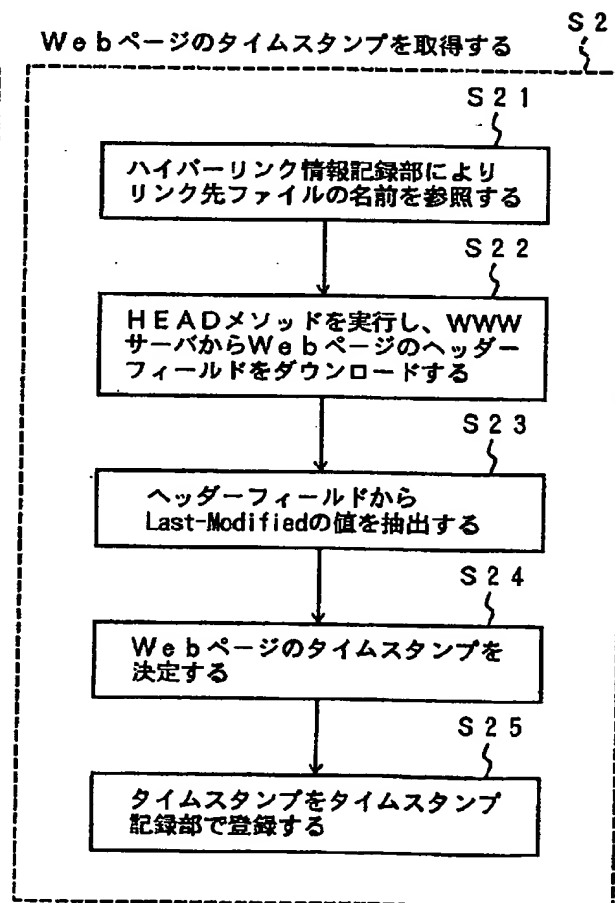 S2
Webページのタイムスタンプを取得する
S21
ハイパーリンク情報記録部により
リンク先ファイルの名前を参照する
S22
HEADメソッドを実行し、WWW
サーバからWebページのヘッダー
フィールドをダウンロードする
S23
ヘッダーフィールドから
Last-Modifiedの値を抽出する
S24
Webページのタイムスタンプを
決定する
S25
タイムスタンプをタイムスタンプ
記録部で登録する